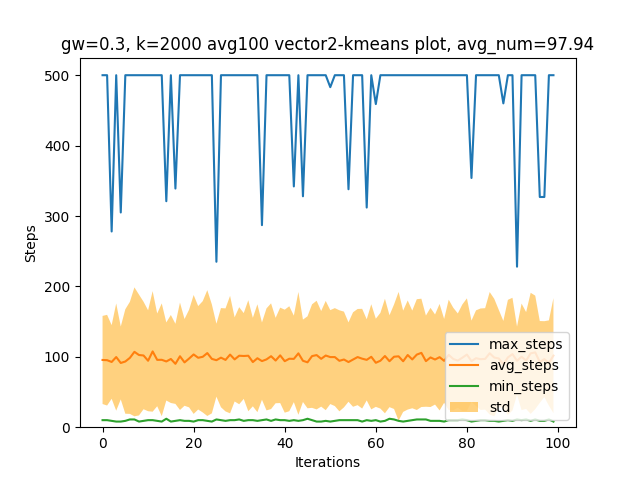 gw=0.3, k=2000 avg100 vector2-kmeans plot, avg_num=97.94
500
400
300
200
100
0
Steps
max_steps
avg_steps
min_steps
std
0 20 40 60 80 100
Iterations